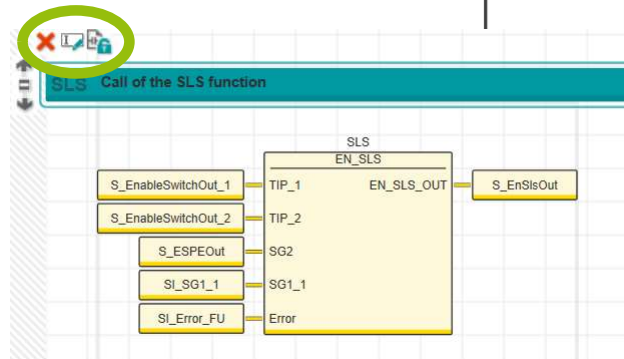 SLS Call of the SLS function
SLS
EN_SLS
S_EnableSwitchOut_1 TIP_1 EN_SLS_OUT S_EnSlsOut
S_EnableSwitchOut_2 TIP_2
S_ESPEOut SG2
SI_SG1_1 SG1_1
SI_Error_FU Error